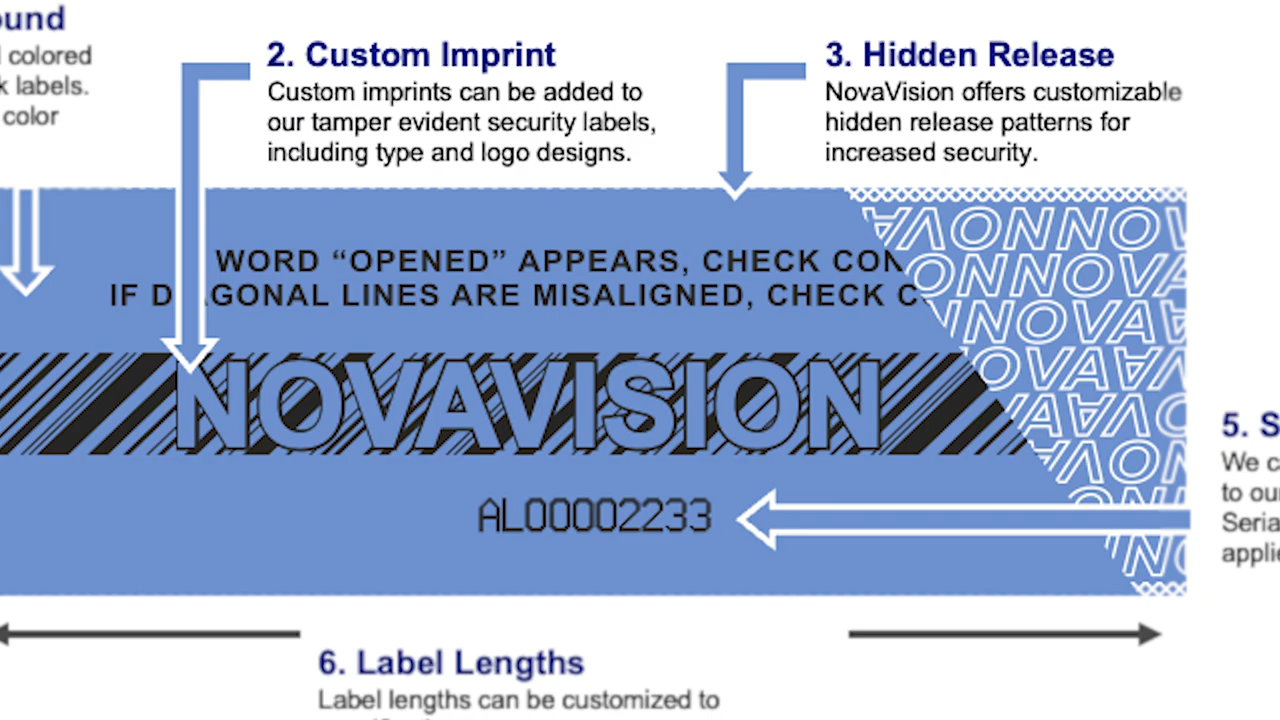 ound
colored
labels.
color
2. Custom Imprint
Custom imprints can be added to
our tamper evident security labels,
including type and logo designs.
3. Hidden Release
NovaVision offers customizable
hidden release patterns for
increased security.
WORD “OPENED” APPEARS, CHECK CON
IF D AGONAL LINES ARE MISALIGNED, CHECK C
NOVAVISION
AL00002233
5. S
We c
to our
Seria
applie
6. Label Lengths
Label lengths can be customized to